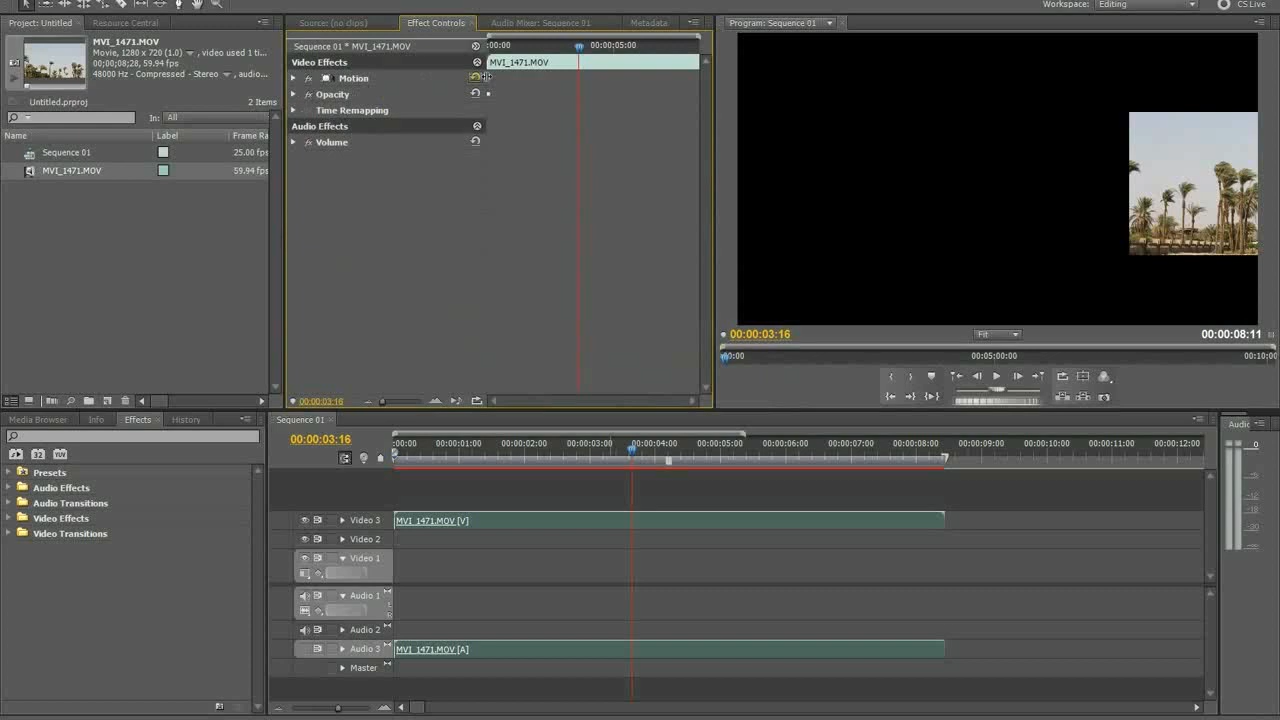 Workspace: Editing
CS Live
Project: Untitled
Resource Central
Source: (no clips)
Effect Controls
Audio Mixer: Sequence 01
Metadata
Program: Sequence 01
MVI_1471.MOV
Movie, 1280 x 720 (1.0)
, video used 1 ti...
00;00;08;28, 59.94 fps
48000 Hz - Compressed - Stereo
, audio...
Untitled.prproj
2 Items
In: All
Name
Label
Frame Ra
Sequence 01
25.00 fps
MVI_1471.MOV
59.94 fps
Sequence 01 * MVI_1471.MOV
:00:00
00:00:05:00
Video Effects
MVI_1471.MOV
fx Motion
fx Opacity
Time Remapping
Audio Effects
fx Volume
00:00:03:16
00:00:03:16
Fit
00:00:08:11
00:00
00:05:00:00
00:10:00
Media Browser
Info
Effects
History
32
YUV
Presets
Audio Effects
Audio Transitions
Video Effects
Video Transitions
Sequence 01
00:00:03:16
:00:00
00:00:01:00
00:00:02:00
00:00:03:00
00:00:04:00
00:00:05:00
00:00:06:00
00:00:07:00
00:00:08:00
00:00:09:00
00:00:10:00
00:00:11:00
00:00:12:00
Video 3
MVI_1471.MOV [V]
Video 2
Video 1
Audio 1
L
R
Audio 2
Audio 3
MVI_1471.MOV [A]
Master
Audio
0
-6
-12
-18
-30